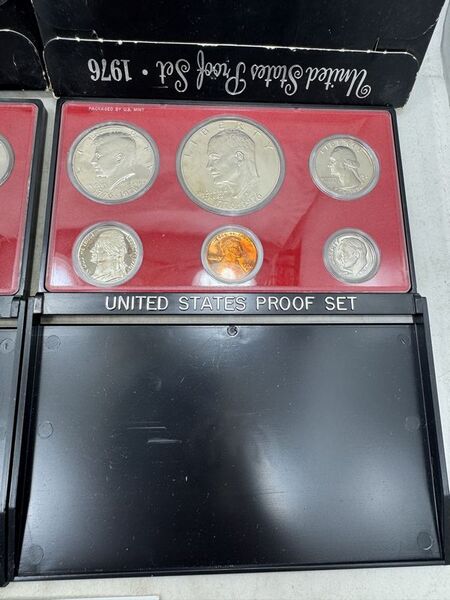 United States Proof Set • 1976
PACKAGED BY U.S. MINT
LIBERTY
UNITED STATES PROOF SET